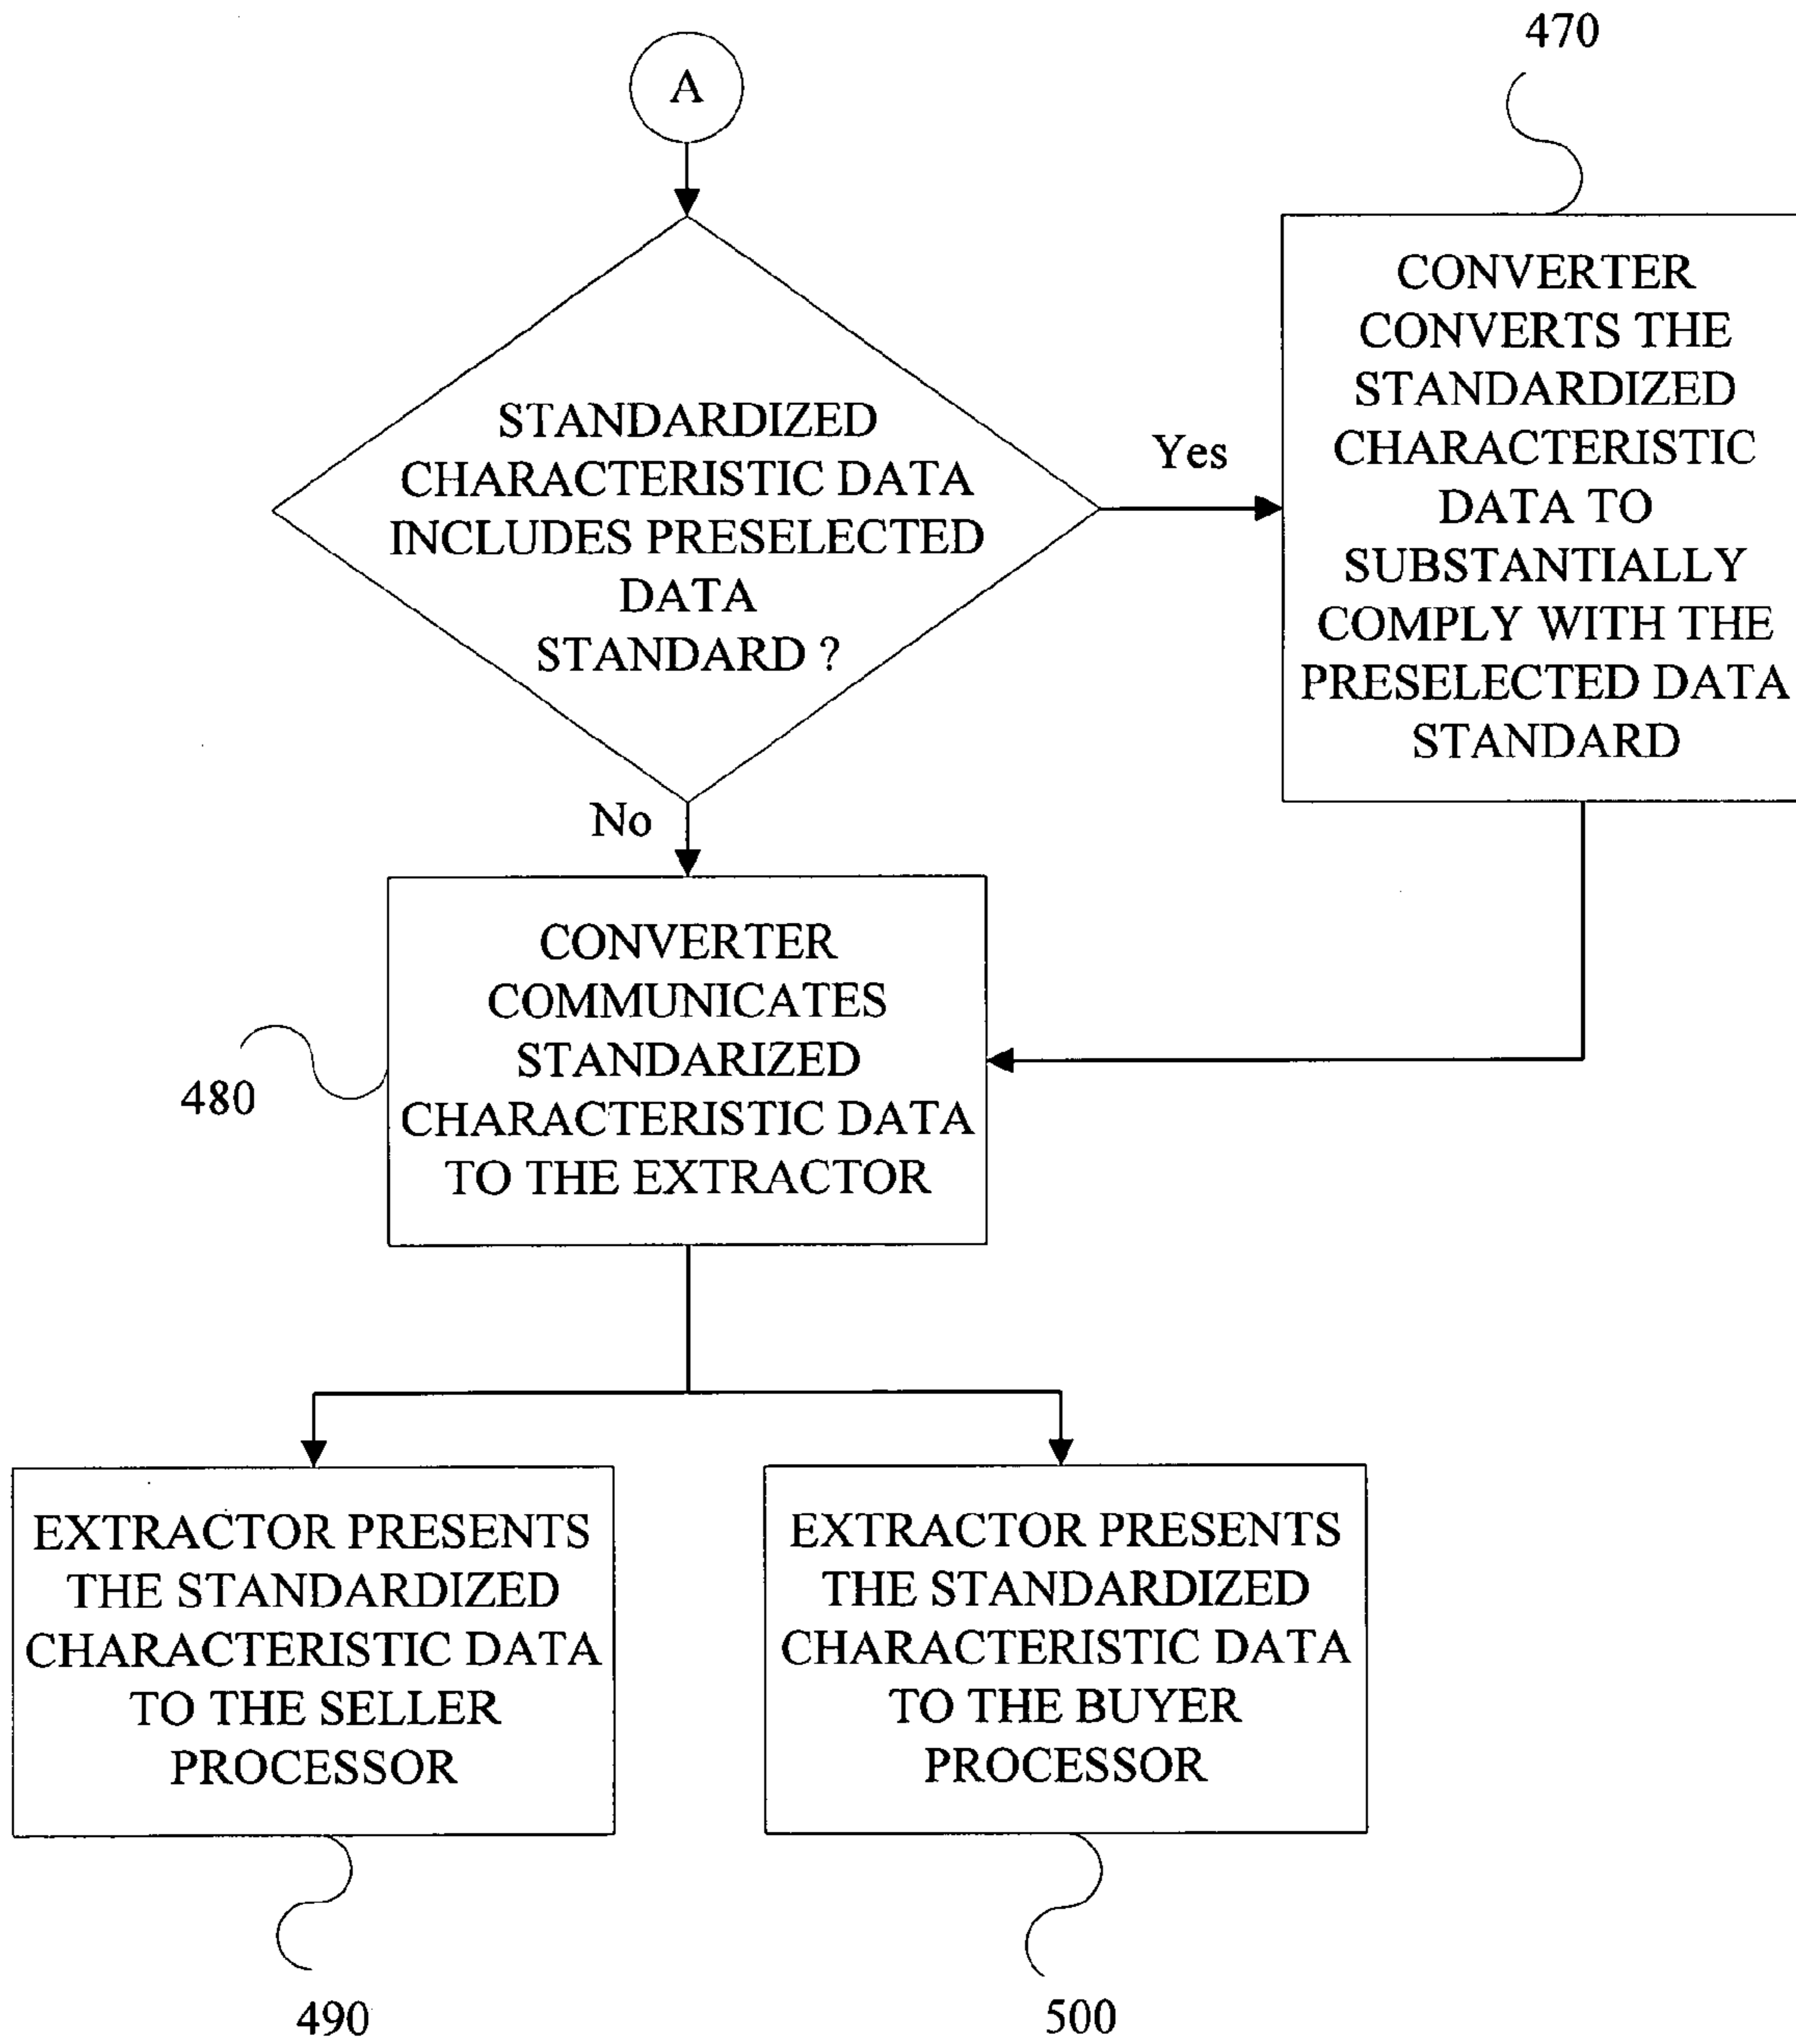 470
A
STANDARDIZED
CHARACTERISTIC DATA
INCLUDES PRESELECTED
DATA
STANDARD ?
Yes
CONVERTER
CONVERTS THE
STANDARDIZED
CHARACTERISTIC
DATA TO
SUBSTANTIALLY
COMPLY WITH THE
PRESELECTED DATA
STANDARD
No
CONVERTER
COMMUNICATES
STANDARIZED
CHARACTERISTIC DATA
TO THE EXTRACTOR
480
EXTRACTOR PRESENTS
THE STANDARDIZED
CHARACTERISTIC DATA
TO THE SELLER
PROCESSOR
EXTRACTOR PRESENTS
THE STANDARDIZED
CHARACTERISTIC DATA
TO THE BUYER
PROCESSOR
490
500